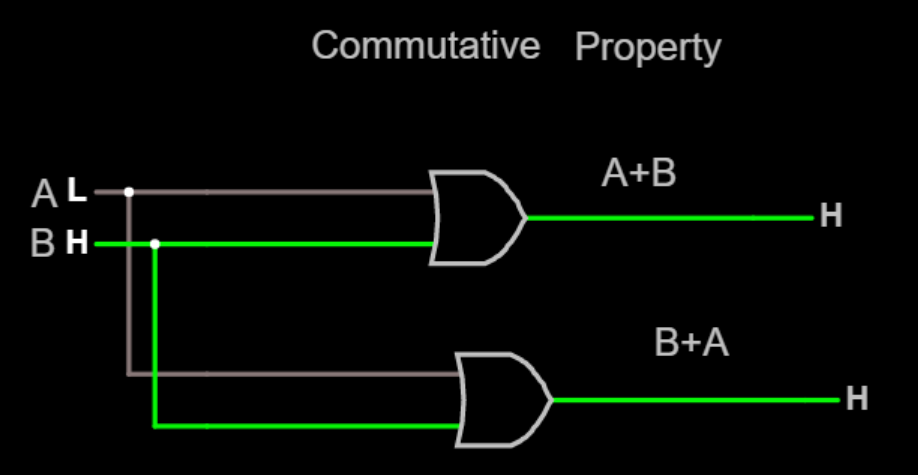 Commutative Property
A+B
A L
H
B H
B+A
H